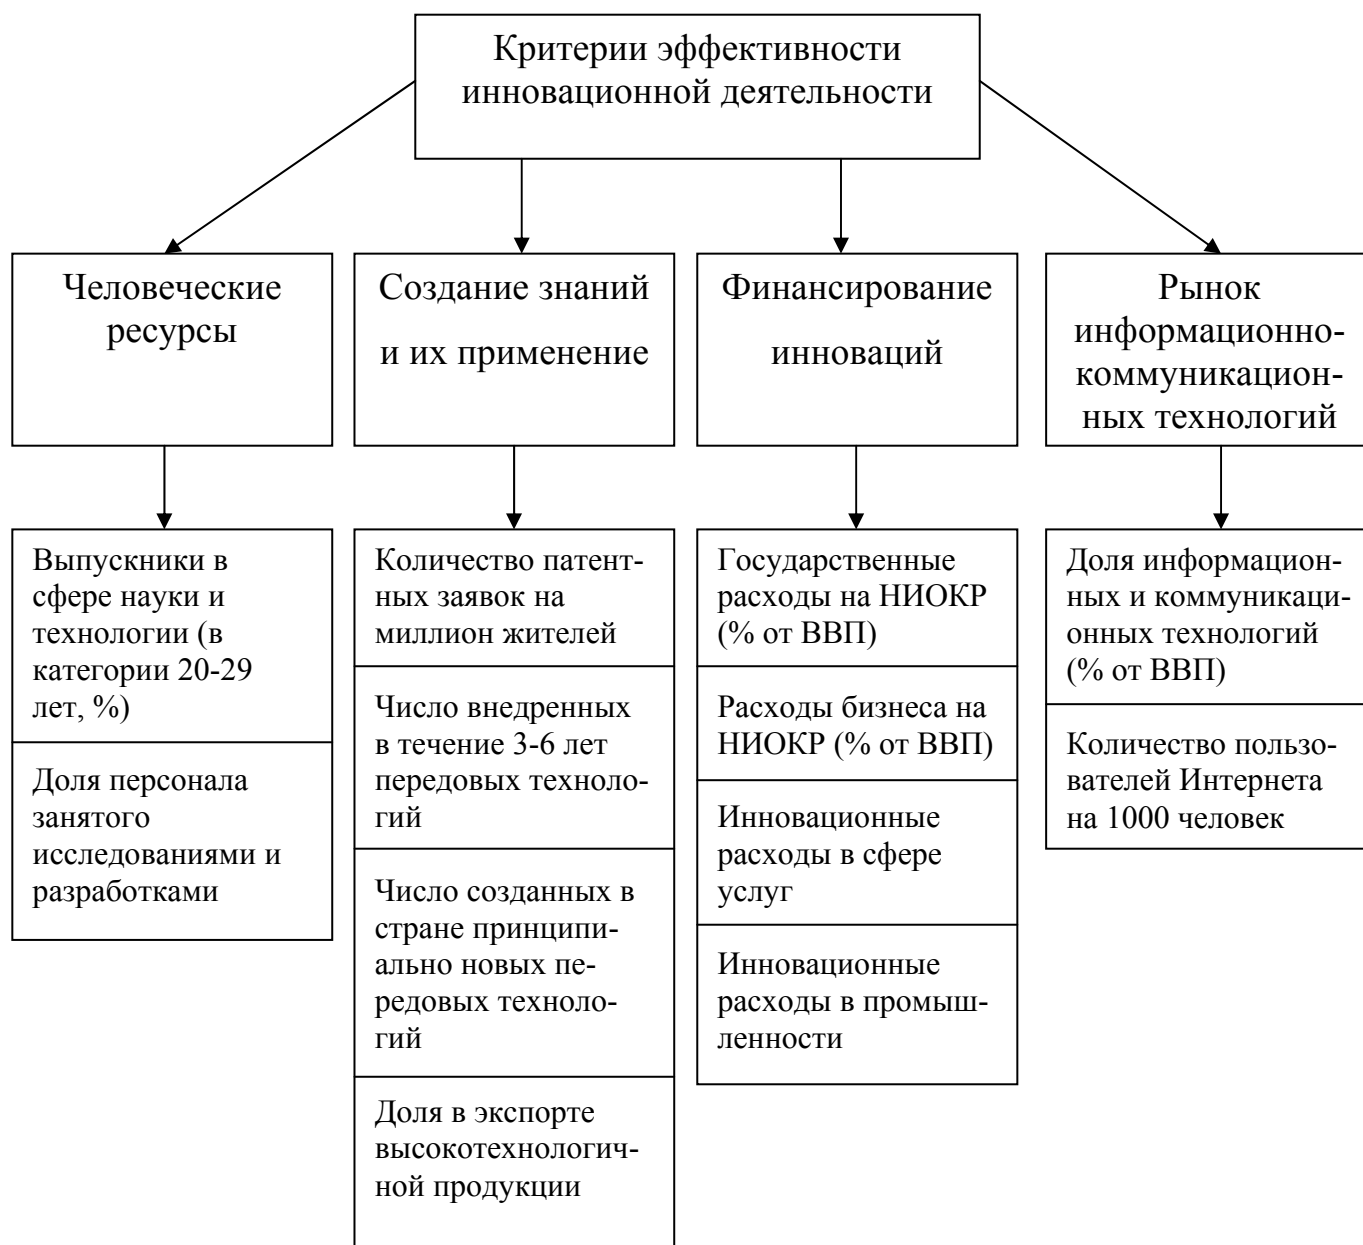 Критерии эффективности
инновационной деятельности
Человеческие
ресурсы
Создание знаний
и их применение
Финансирование
инноваций
Рынок
информационно-
коммуникацион-
ных технологий
Выпускники в
сфере науки и
технологии (в
категории 20-29
лет, %)
Доля персонала
занятого
исследованиями и
разработками
Количество патент-
ных заявок на
миллион жителей
Число внедренных
в течение 3-6 лет
передовых техноло-
гий
Число созданных в
стране принципи-
ально новых пе-
редовых техноло-
гий
Доля в экспорте
высокотехнологич-
ной продукции
Государственные
расходы на НИОКР
(% от ВВП)
Расходы бизнеса на
НИОКР (% от ВВП)
Инновационные
расходы в сфере
услуг
Инновационные
расходы в промыш-
ленности
Доля информацион-
ных и коммуникаци-
онных технологий
(% от ВВП)
Количество пользо-
вателей Интернета
на 1000 человек